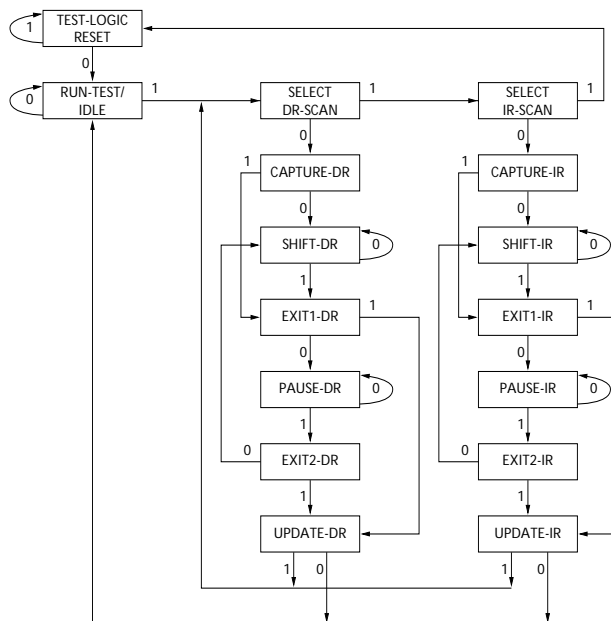 TEST-LOGIC
RESET
1
0
RUN-TEST/
IDLE
0
1
SELECT
DR-SCAN
1
SELECT
IR-SCAN
1
0
0
1
CAPTURE-DR
1
CAPTURE-IR
0
0
SHIFT-DR
0
SHIFT-IR
0
1
1
EXIT1-DR
1
EXIT1-IR
1
0
0
PAUSE-DR
0
PAUSE-IR
0
1
1
0
EXIT2-DR
0
EXIT2-IR
1
1
UPDATE-DR
UPDATE-IR
1
0
1
0